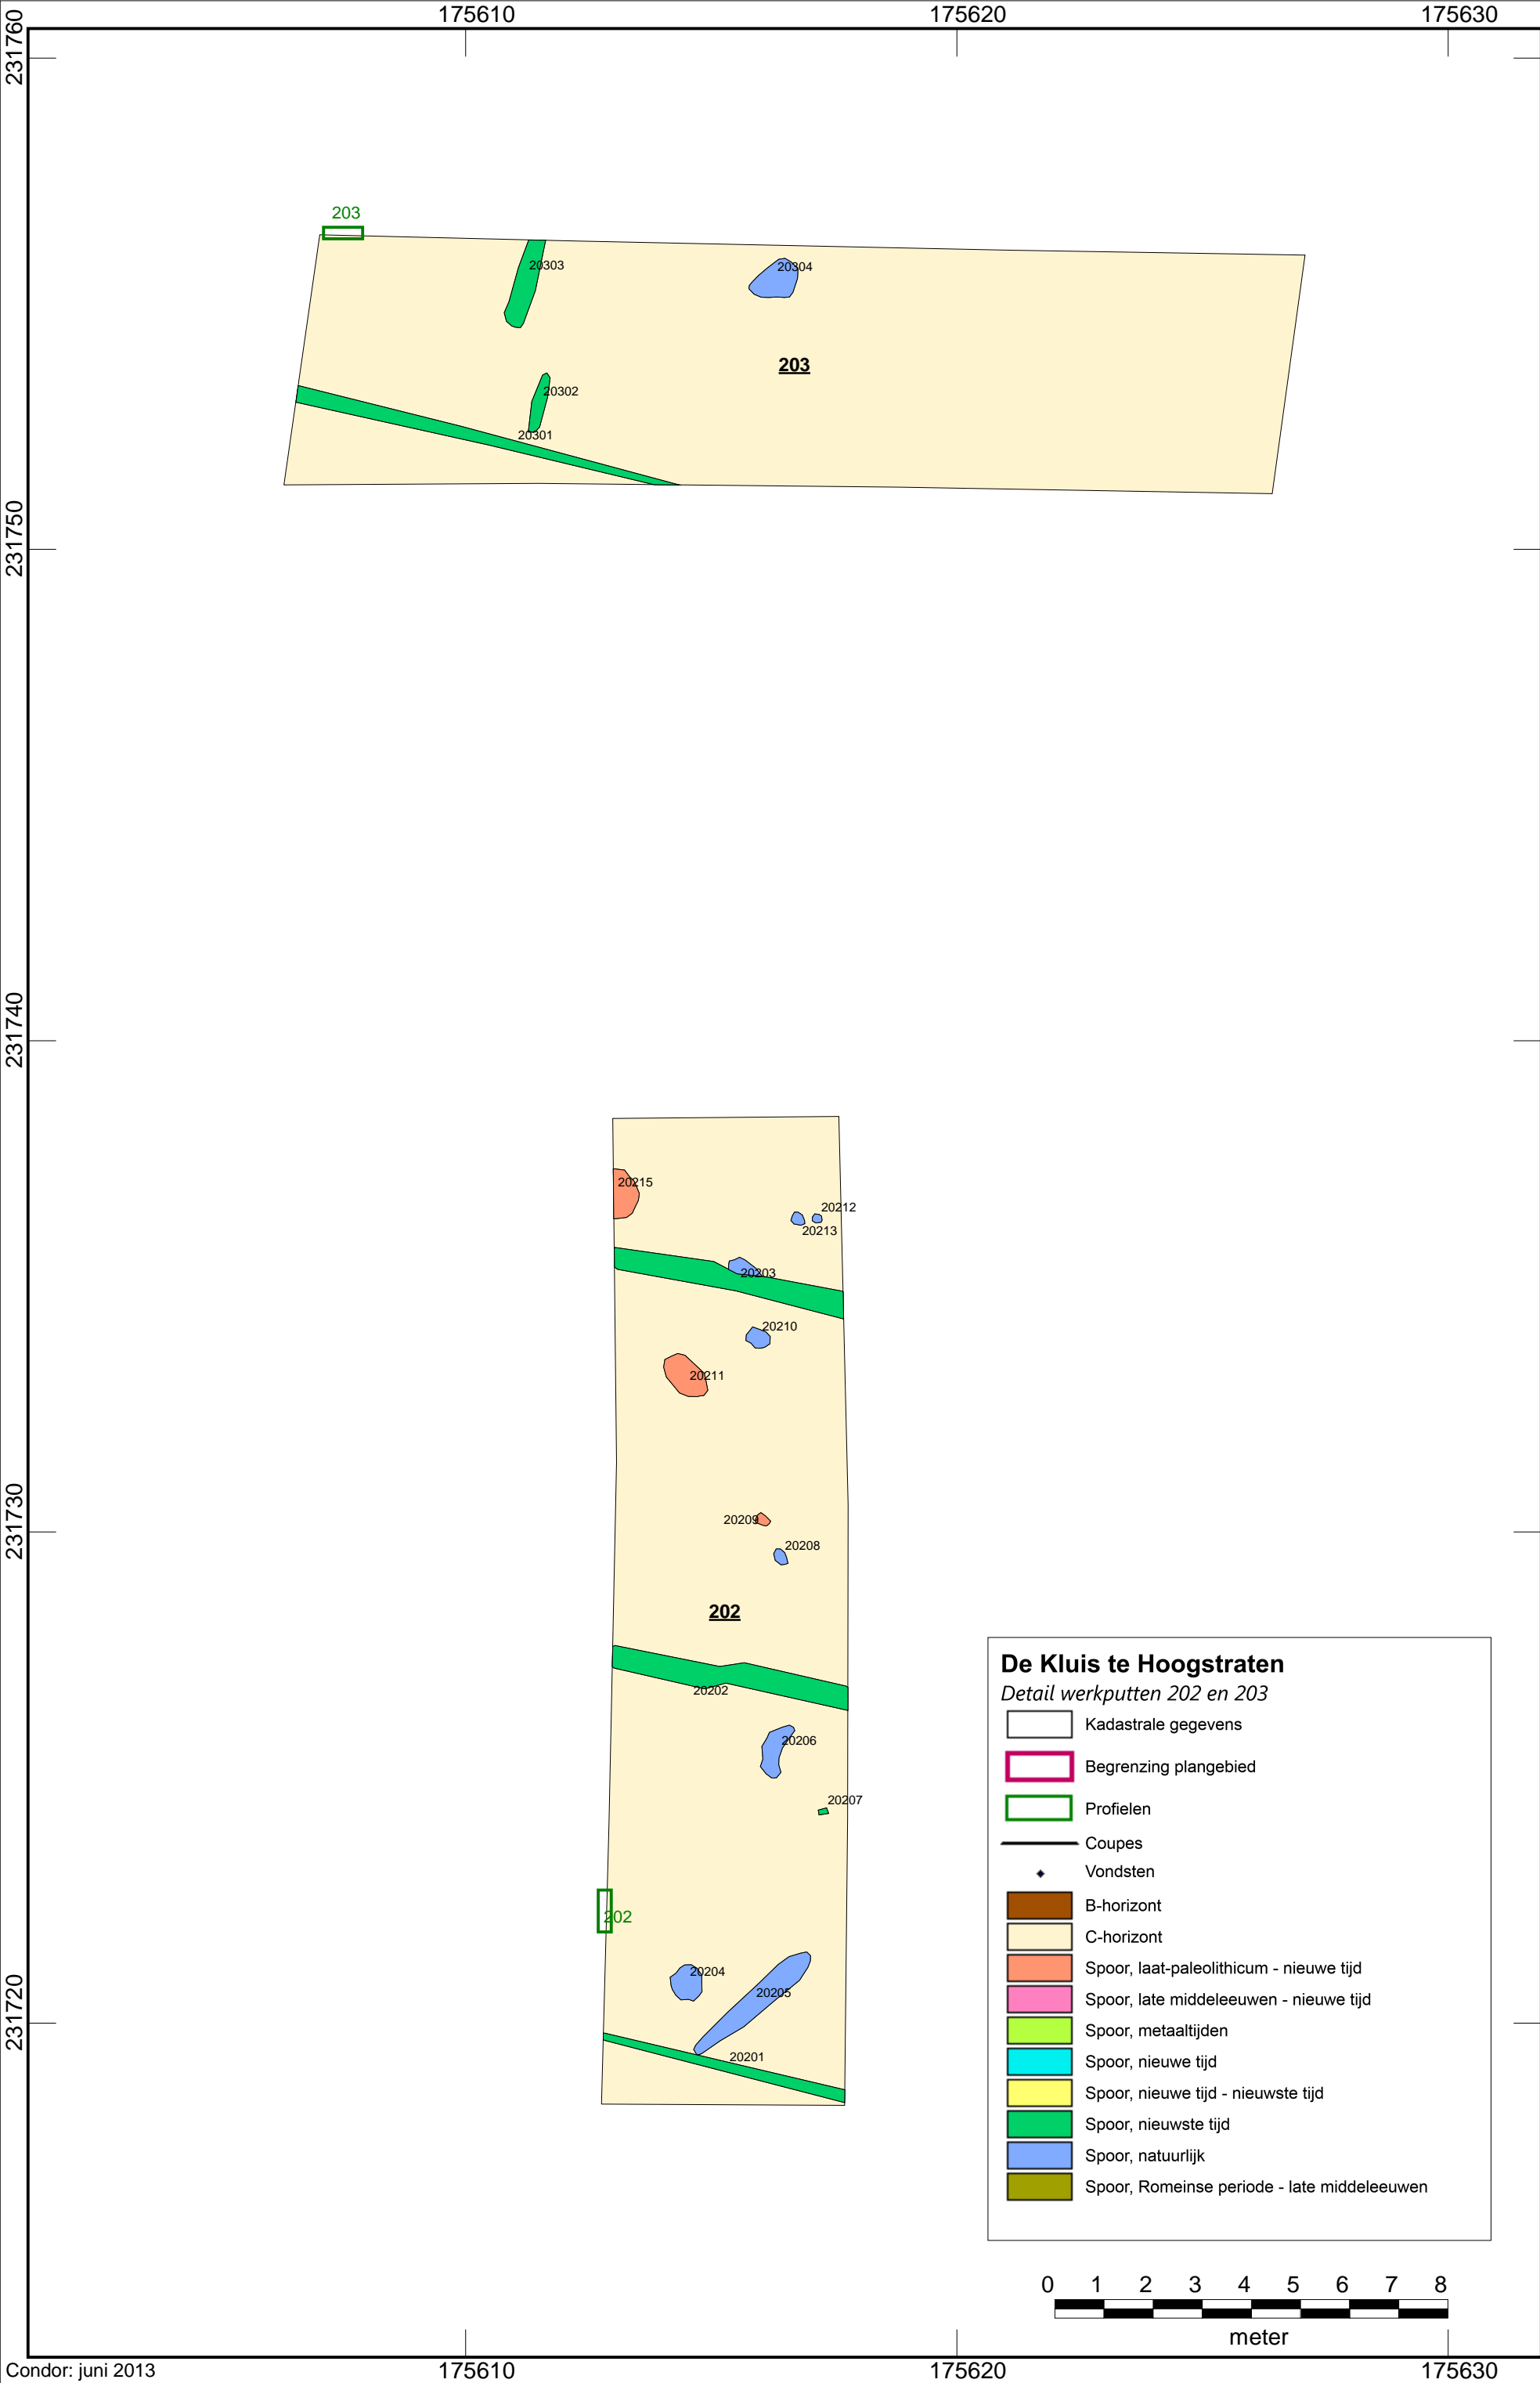 175610 175620 175630
231760
203
20303
20304
203
20302
20301
231750
231740
20215
20212
20213
20203
20210
20211
231730
20209
20208
202
20202
20206
20207
202
20204
20205
231720
20201
De Kluis te Hoogstraten
Detail werkputten 202 en 203
Kadastrale gegevens
Begrenzing plangebied
Profielen
Coupes
Vondsten
B-horizont
C-horizont
Spoor, laat-paleolithicum - nieuwe tijd
Spoor, late middeleeuwen - nieuwe tijd
Spoor, metaaltijden
Spoor, nieuwe tijd
Spoor, nieuwe tijd - nieuwste tijd
Spoor, nieuwste tijd
Spoor, natuurlijk
Spoor, Romeinse periode - late middeleeuwen
0 1 2 3 4 5 6 7 8
meter
Condor: juni 2013
175610 175620 175630